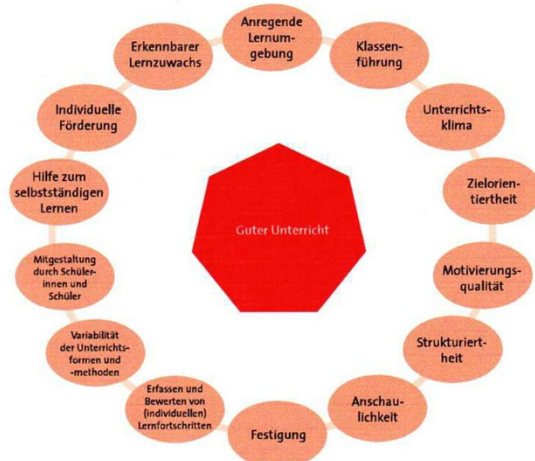 Anregende
Lernum-
gebung
Klassen-
führung
Unterrichts-
klima
Zielorien-
tiertheit
Motivierungs-
qualität
Strukturiert-
heit
Anschau-
lichkeit
Festigung
Erfassen und
Bewerten von
(individuellen)
Lernfortschritten
Variabilität
der Unterrichts-
formen und
-methoden
Mitgestaltung
durch Schüler-
innen und
Schüler
Hilfe zum
selbstständigen
Lernen
Individuelle
Förderung
Erkennbarer
Lernzuwachs
Guter Unterricht